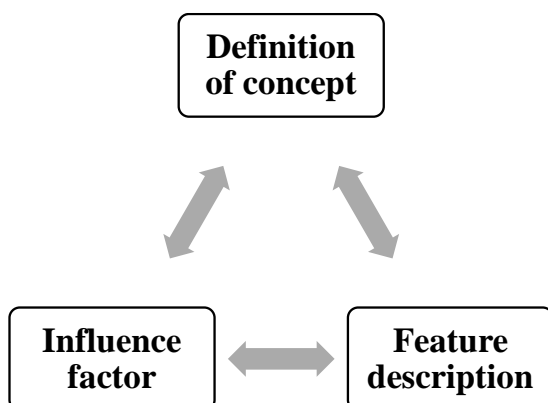 Definition
of concept
Influence
factor
Feature
description